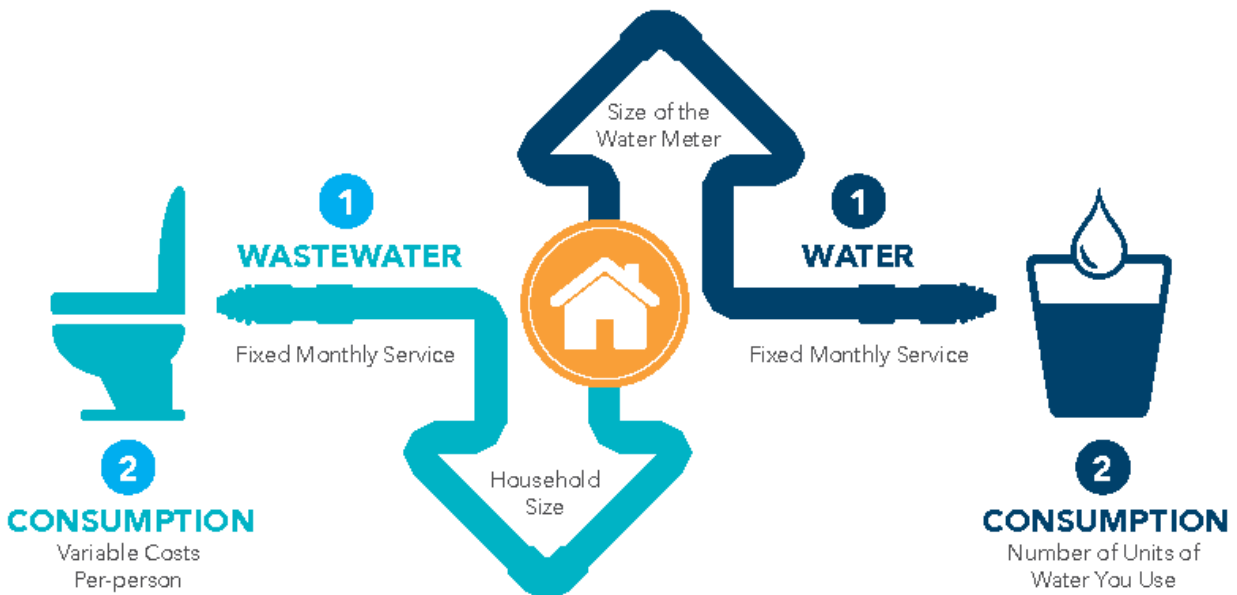 Size of the
Water Meter
1
WASTEWATER
Fixed Monthly Service
2
CONSUMPTION
Variable Costs
Per-person
Household
Size
1
WATER
Fixed Monthly Service
2
CONSUMPTION
Number of Units of
Water You Use